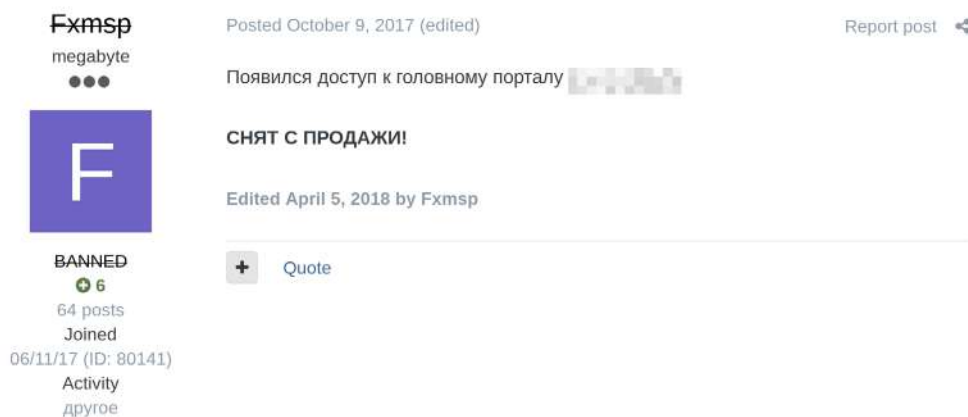 Fxmsp
megabyte
F
BANNED
6
64 posts
Joined
06/11/17 (ID: 80141)
Activity
другое
Posted October 9, 2017 (edited)
Report post
Появился доступ к головному порталу
СНЯТ С ПРОДАЖИ!
Edited April 5, 2018 by Fxmsp
+ Quote